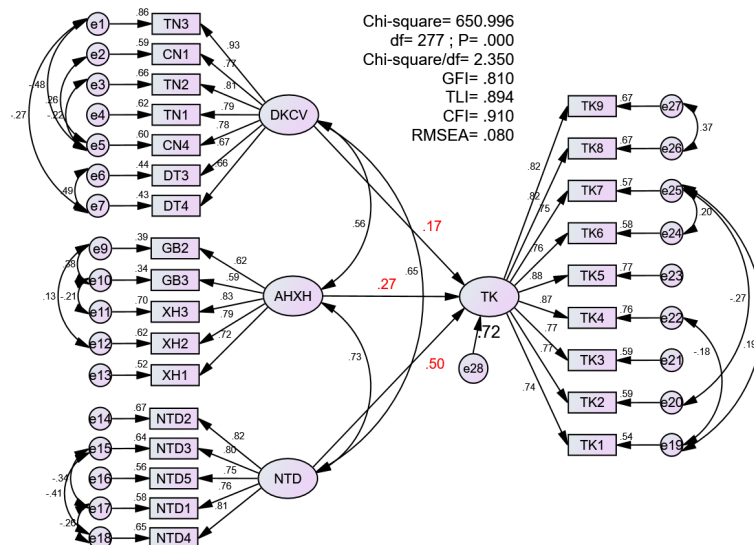 Chi-square= 650.996
df= 277 ; P= .000
Chi-square/df= 2.350
GFI= .810
TLI= .894
CFI= .910
RMSEA= .080
e1 .86 TN3 .93
e2 .59 CN1 .77
e3 .66 TN2 .81
e4 .62 TN1 .79
e5 .60 CN4 .78
e6 .44 DT3 .67
e7 .43 DT4 .66
-.48
.26
-.22
-.27
.49
DKCV
e9 .39 GB2 .62
e10 .34 GB3 .59
e11 .70 XH3 .83
e12 .62 XH2 .79
e13 .52 XH1 .72
.38
-.21
.13
AHXH
e14 .67 NTD2 .82
e15 .64 NTD3 .80
e16 .56 NTD5 .75
e17 .58 NTD1 .76
e18 .65 NTD4 .81
-.34
-.41
-.26
NTD
.56
.65
.73
.17
.27
.50
TK
.72
e28
.82 TK9 .67 e27
.82 TK8 .67 e26
.75 TK7 .57 e25
.76 TK6 .58 e24
.88 TK5 .77 e23
.87 TK4 .76 e22
.77 TK3 .59 e21
.77 TK2 .59 e20
.74 TK1 .54 e19
.37
.20
-.27
-.18
.19